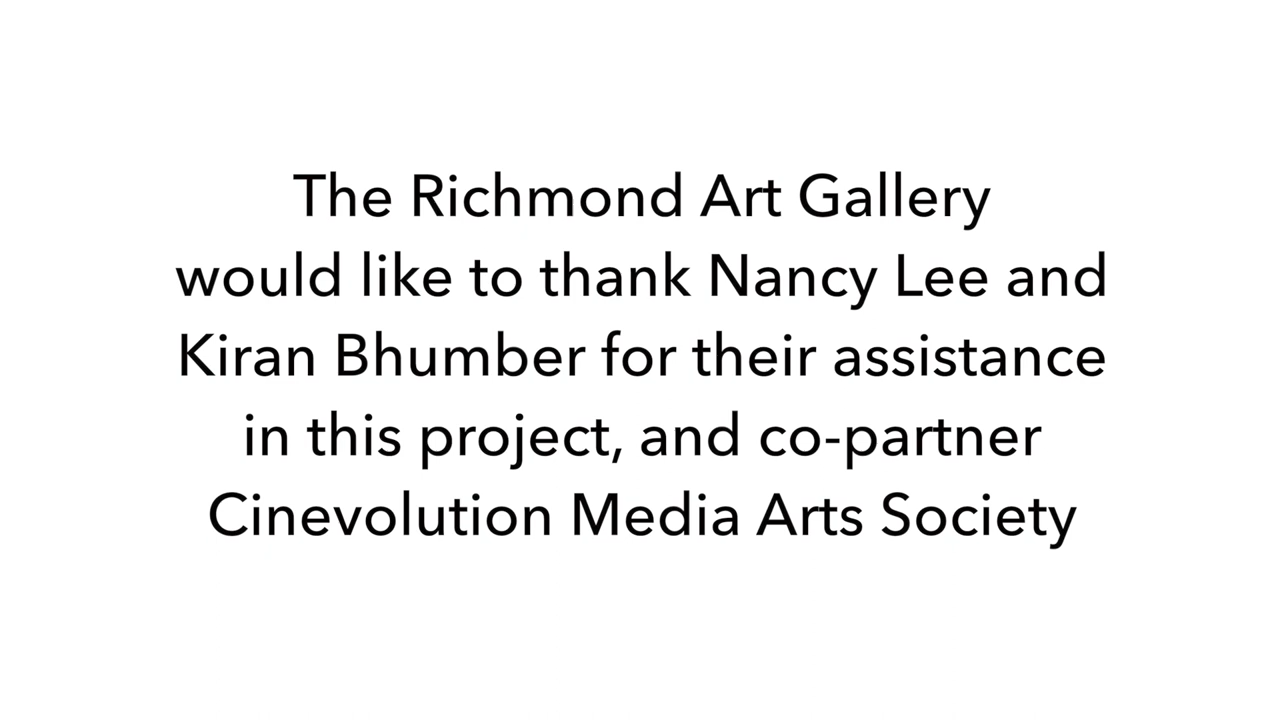 The Richmond Art Gallery
would like to thank Nancy Lee and
Kiran Bhumber for their assistance
in this project, and co-partner
Cinevolution Media Arts Society